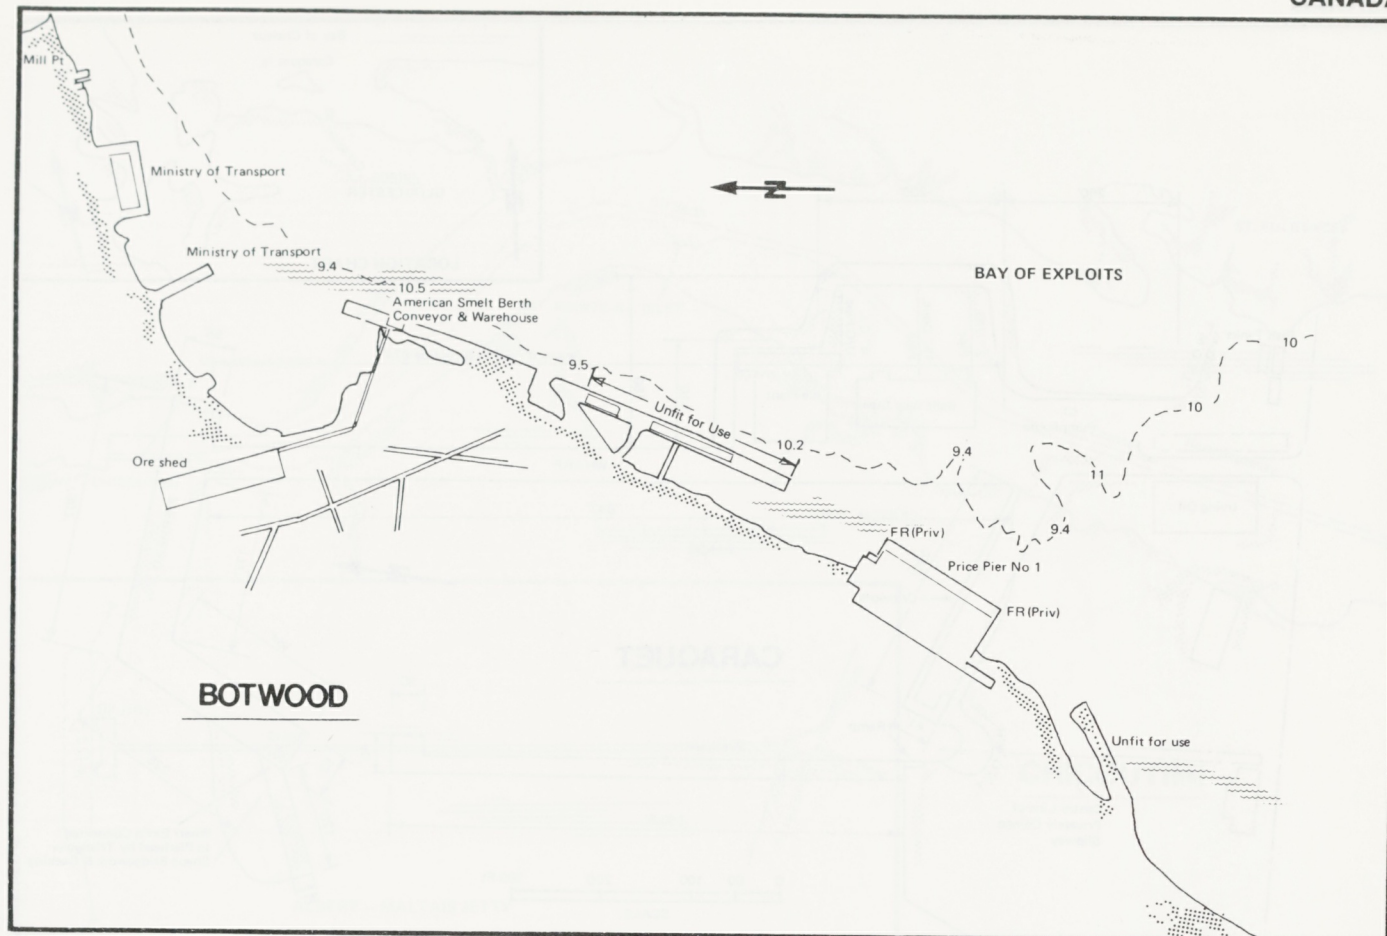 CANADA
Mill Pt
Ministry of Transport
N
Ministry of Transport
BAY OF EXPLOITS
9.4
10.5
American Smelt Berth
Conveyor & Warehouse
10
9.5
10
Unfit for Use
10.2
9.4
11
Ore shed
9.4
FR (Priv)
Price Pier No 1
FR (Priv)
CARAQUET
BOTWOOD
Unfit for use